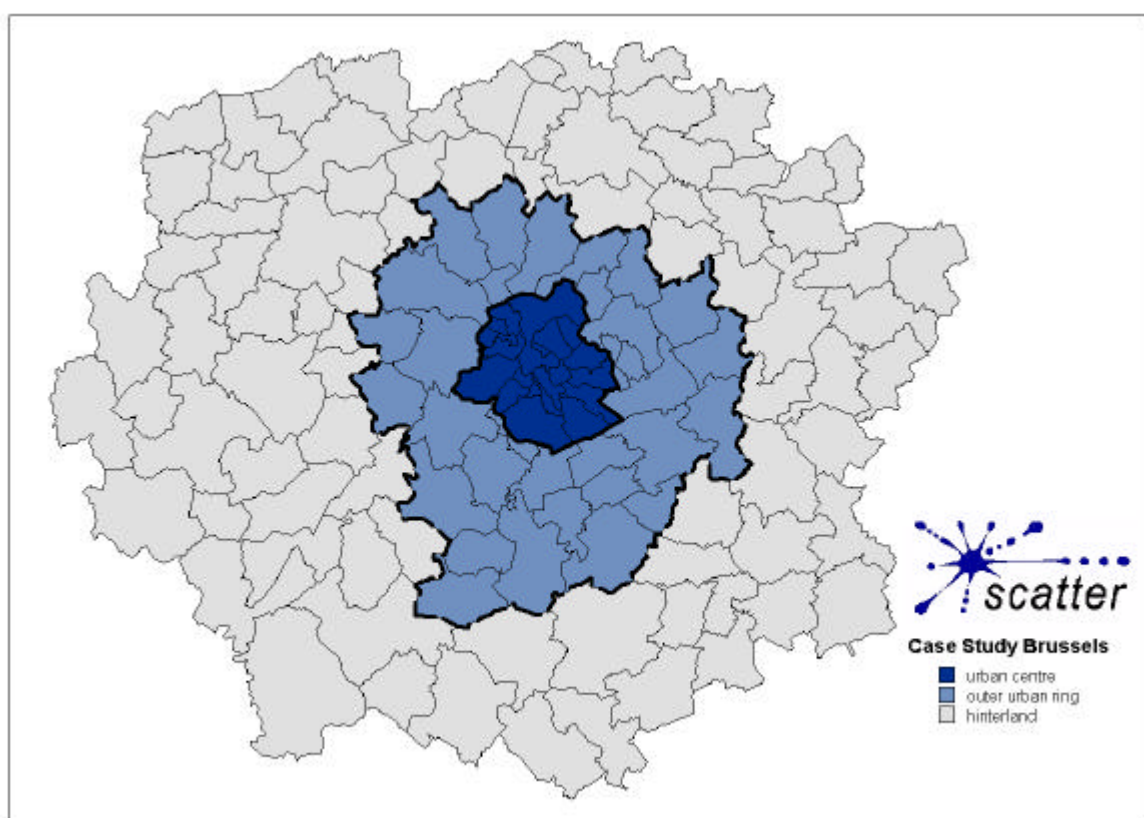 scatter
Case Study Brussels
urban centre
outer urban ring
hinterland